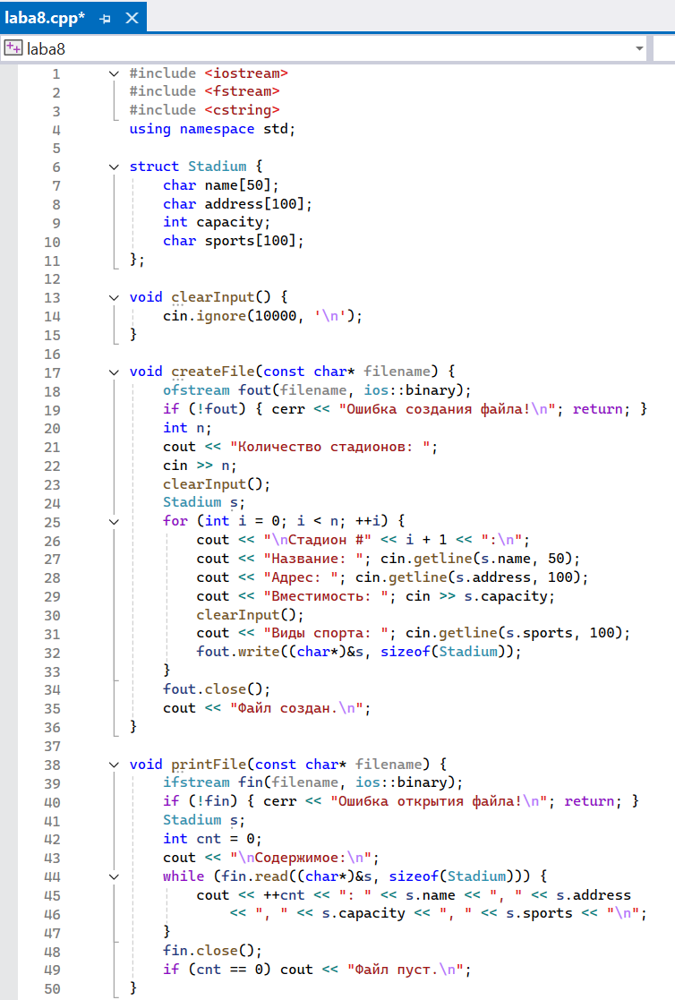 laba8.cpp*
laba8
1 #include <iostream>
2 #include <fstream>
3 #include <cstring>
4 using namespace std;
5
6 struct Stadium {
7     char name[50];
8     char address[100];
9     int capacity;
10     char sports[100];
11 };
12
13 void clearInput() {
14     cin.ignore(10000, '\n');
15 }
16
17 void createFile(const char* filename) {
18     ofstream fout(filename, ios::binary);
19     if (!fout) { cerr << "Ошибка создания файла!\n"; return; }
20     int n;
21     cout << "Количество стадионов: ";
22     cin >> n;
23     clearInput();
24     Stadium s;
25     for (int i = 0; i < n; ++i) {
26         cout << "\nСтадион #" << i + 1 << ":\n";
27         cout << "Название: "; cin.getline(s.name, 50);
28         cout << "Адрес: "; cin.getline(s.address, 100);
29         cout << "Вместимость: "; cin >> s.capacity;
30         clearInput();
31         cout << "Виды спорта: "; cin.getline(s.sports, 100);
32         fout.write((char*)&s, sizeof(Stadium));
33     }
34     fout.close();
35     cout << "Файл создан.\n";
36 }
37
38 void printFile(const char* filename) {
39     ifstream fin(filename, ios::binary);
40     if (!fin) { cerr << "Ошибка открытия файла!\n"; return; }
41     Stadium s;
42     int cnt = 0;
43     cout << "\nСодержимое:\n";
44     while (fin.read((char*)&s, sizeof(Stadium))) {
45         cout << ++cnt << ": " << s.name << ", " << s.address
46             << ", " << s.capacity << ", " << s.sports << "\n";
47     }
48     fin.close();
49     if (cnt == 0) cout << "Файл пуст.\n";
50 }